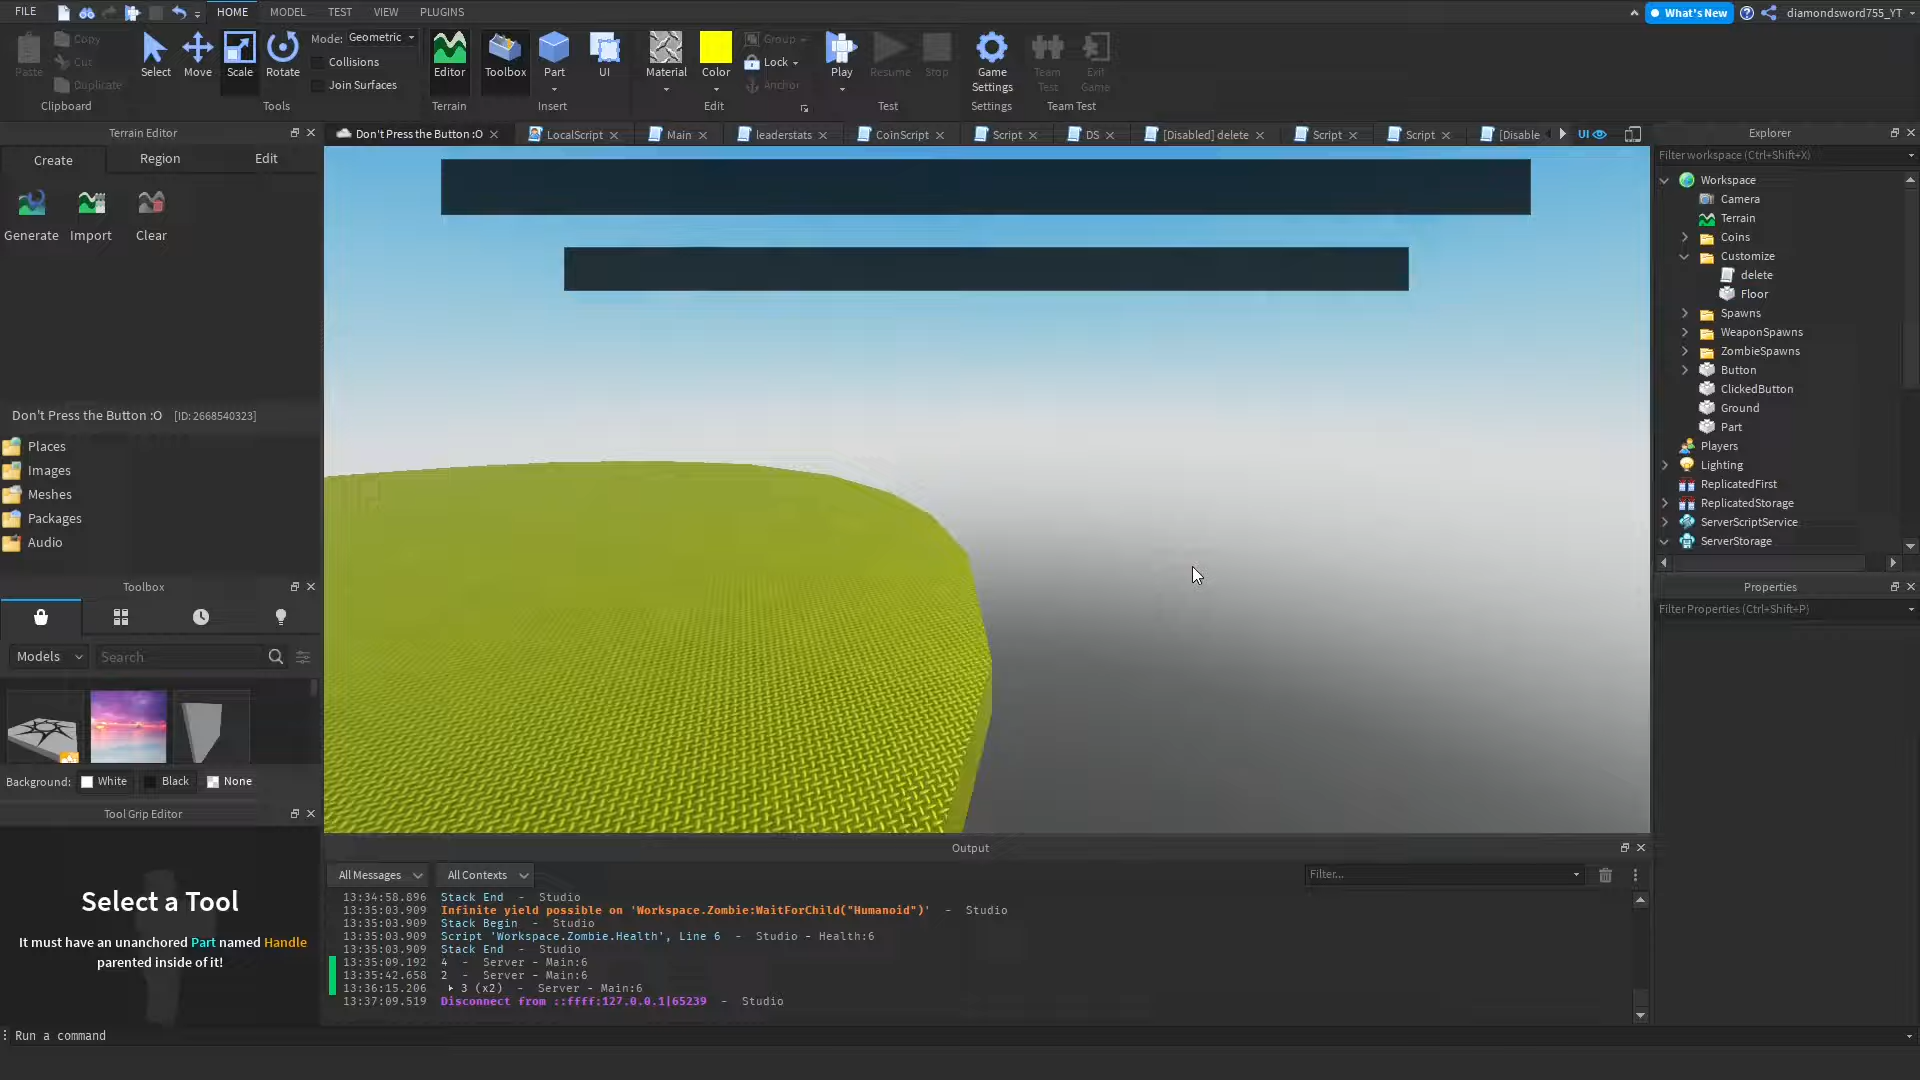 FILE
HOME
MODEL
TEST
VIEW
PLUGINS
What's New
diamondsword755_YT
Paste
Copy
Cut
Duplicate
Clipboard
Select
Move
Scale
Rotate
Mode: Geometric
Collisions
Join Surfaces
Tools
Editor
Terrain
Toolbox
Part
UI
Insert
Material
Color
Group
Lock
Anchor
Edit
Play
Resume
Stop
Test
Game
Settings
Settings
Team
Test
Exit
Game
Team Test
Terrain Editor
Create
Region
Edit
Generate
Import
Clear
Don't Press the Button :O [ID: 2668540323]
Places
Images
Meshes
Packages
Audio
Toolbox
Models
Search
Background:
White
Black
None
Tool Grip Editor
Select a Tool
It must have an unanchored Part named Handle
parented inside of it!
Don't Press the Button :O
LocalScript
Main
leaderstats
CoinScript
Script
DS
[Disabled] delete
Script
Script
[Disable
UI
Output
All Messages
All Contexts
Filter...
13:34:58.896 Stack End - Studio
13:35:03.909 Infinite yield possible on 'Workspace.Zombie:WaitForChild("Humanoid")' - Studio
13:35:03.909 Stack Begin - Studio
13:35:03.909 Script 'Workspace.Zombie.Health', Line 6 - Studio - Health:6
13:35:03.909 Stack End - Studio
13:35:09.192 4 - Server - Main:6
13:35:42.658 2 - Server - Main:6
13:36:15.206 3 (x2) - Server - Main:6
13:37:09.519 Disconnect from ::ffff:127.0.0.1|65239 - Studio
Run a command
Explorer
Filter workspace (Ctrl+Shift+X)
Workspace
Camera
Terrain
Coins
Customize
delete
Floor
Spawns
WeaponSpawns
ZombieSpawns
Button
ClickedButton
Ground
Part
Players
Lighting
ReplicatedFirst
ReplicatedStorage
ServerScriptService
ServerStorage
Properties
Filter Properties (Ctrl+Shift+P)